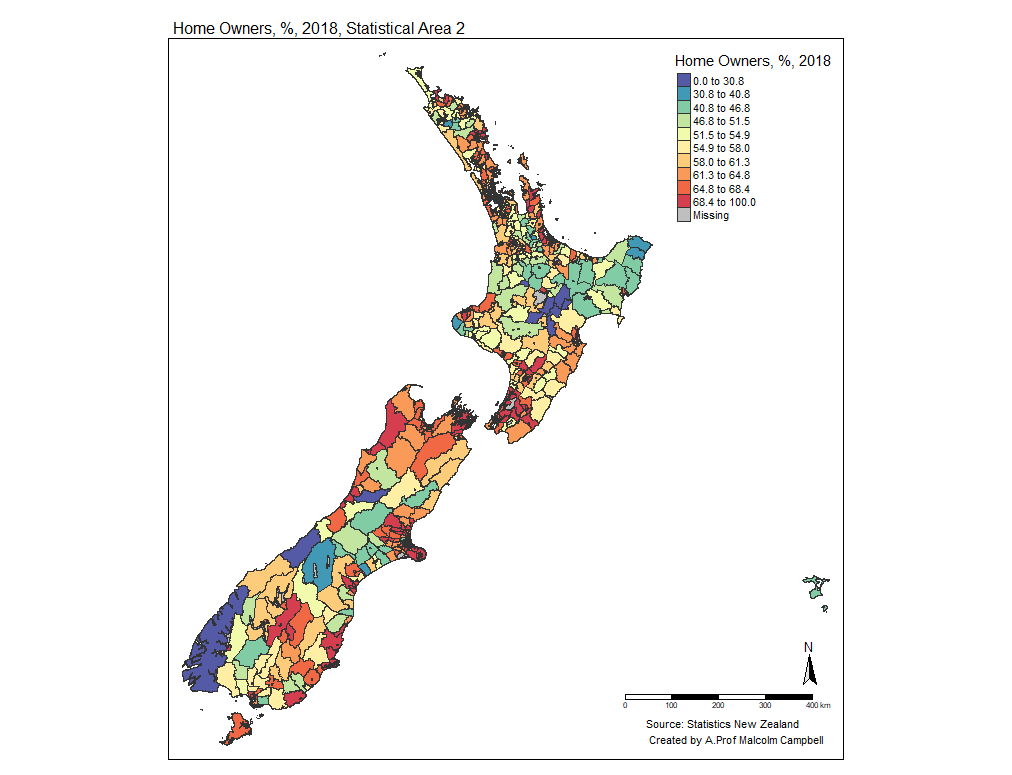 Home Owners, %, 2018, Statistical Area 2
Home Owners, %, 2018
0.0 to 30.8
30.8 to 40.8
40.8 to 46.8
46.8 to 51.5
51.5 to 54.9
54.9 to 58.0
58.0 to 61.3
61.3 to 64.8
64.8 to 68.4
68.4 to 100.0
Missing
N
0 100 200 300 400 km
Source: Statistics New Zealand
Created by A.Prof Malcolm Campbell